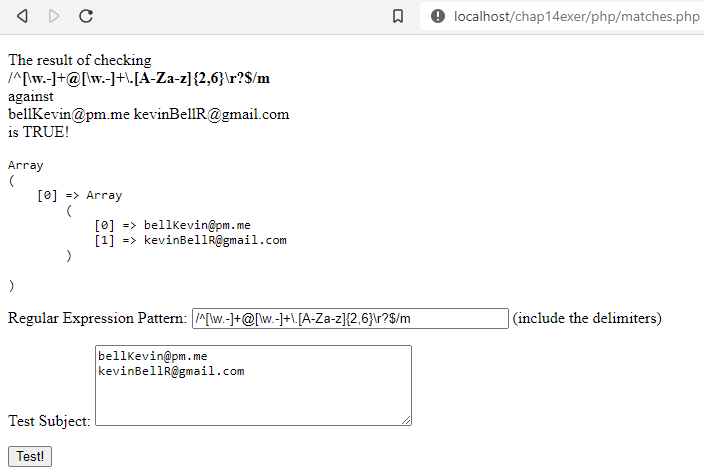 localhost/chap14exer/php/matches.php
The result of checking
/^[\w.-]+@[\w.-]+\.[A-Za-z]{2,6}\r?$/m
against
bellKevin@pm.me kevinBellR@gmail.com
is TRUE!
Array
(
[0] => Array
(
[0] => bellKevin@pm.me
[1] => kevinBellR@gmail.com
)
)
Regular Expression Pattern: /^[\w.-]+@[\w.-]+\.[A-Za-z]{2,6}\r?$/m (include the delimiters)
bellKevin@pm.me
kevinBellR@gmail.com
Test Subject:
Test!